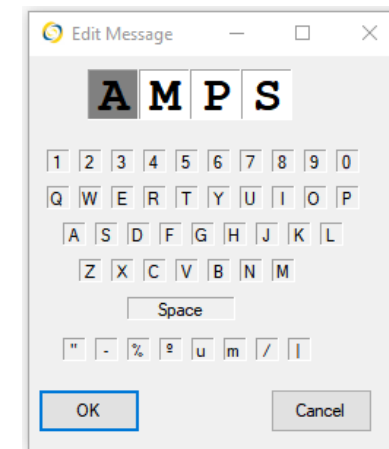 Edit Message
AMPS
1 2 3 4 5 6 7 8 9 0
Q W E R T Y U I O P
A S D F G H J K L
Z X C V B N M
Space
" - % º u m / |
OK Cancel